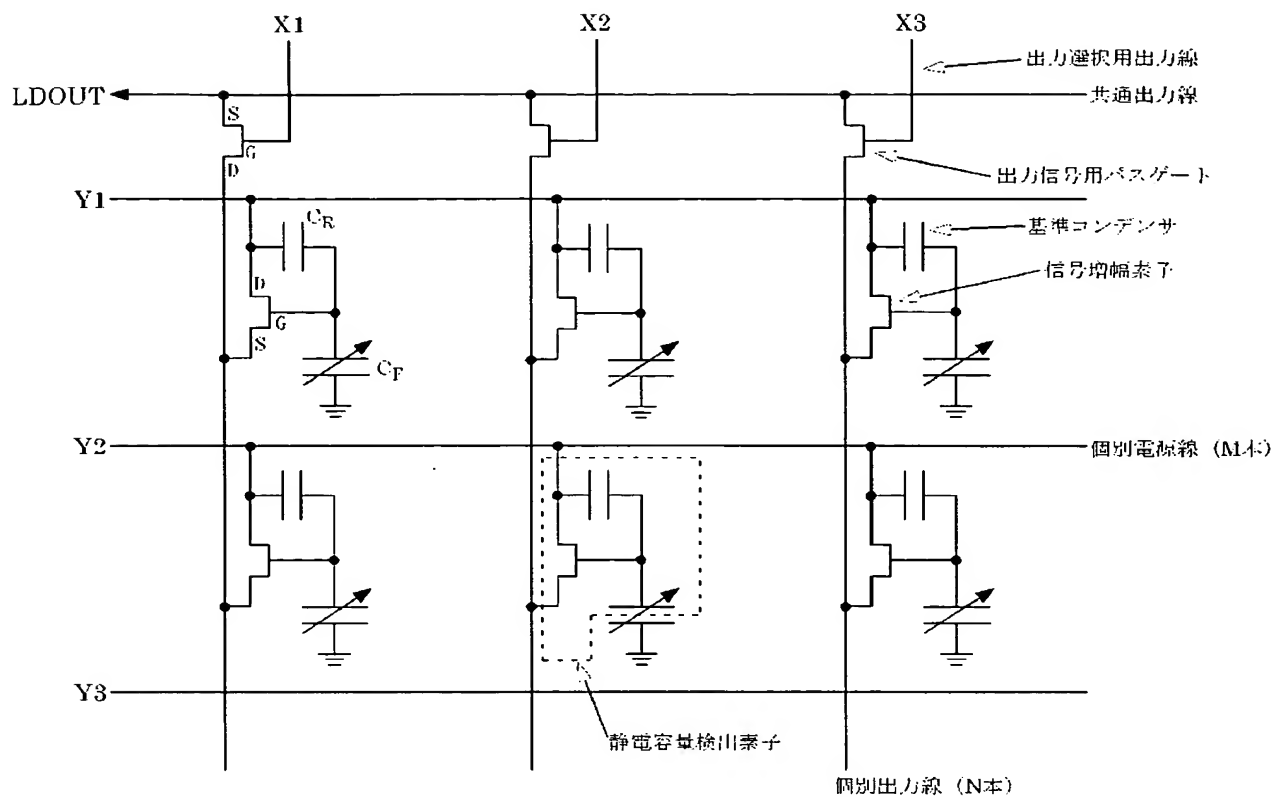 X1
X2
X3
出力選択用出力線
LDOUT
共通出力線
S
G
D
出力信号用パスゲート
Y1
CR
基準コンデンサ
信号増幅素子
D
G
S
CF
Y2
個別電源線（M本）
Y3
静電容量検出素子
個別出力線（N本）